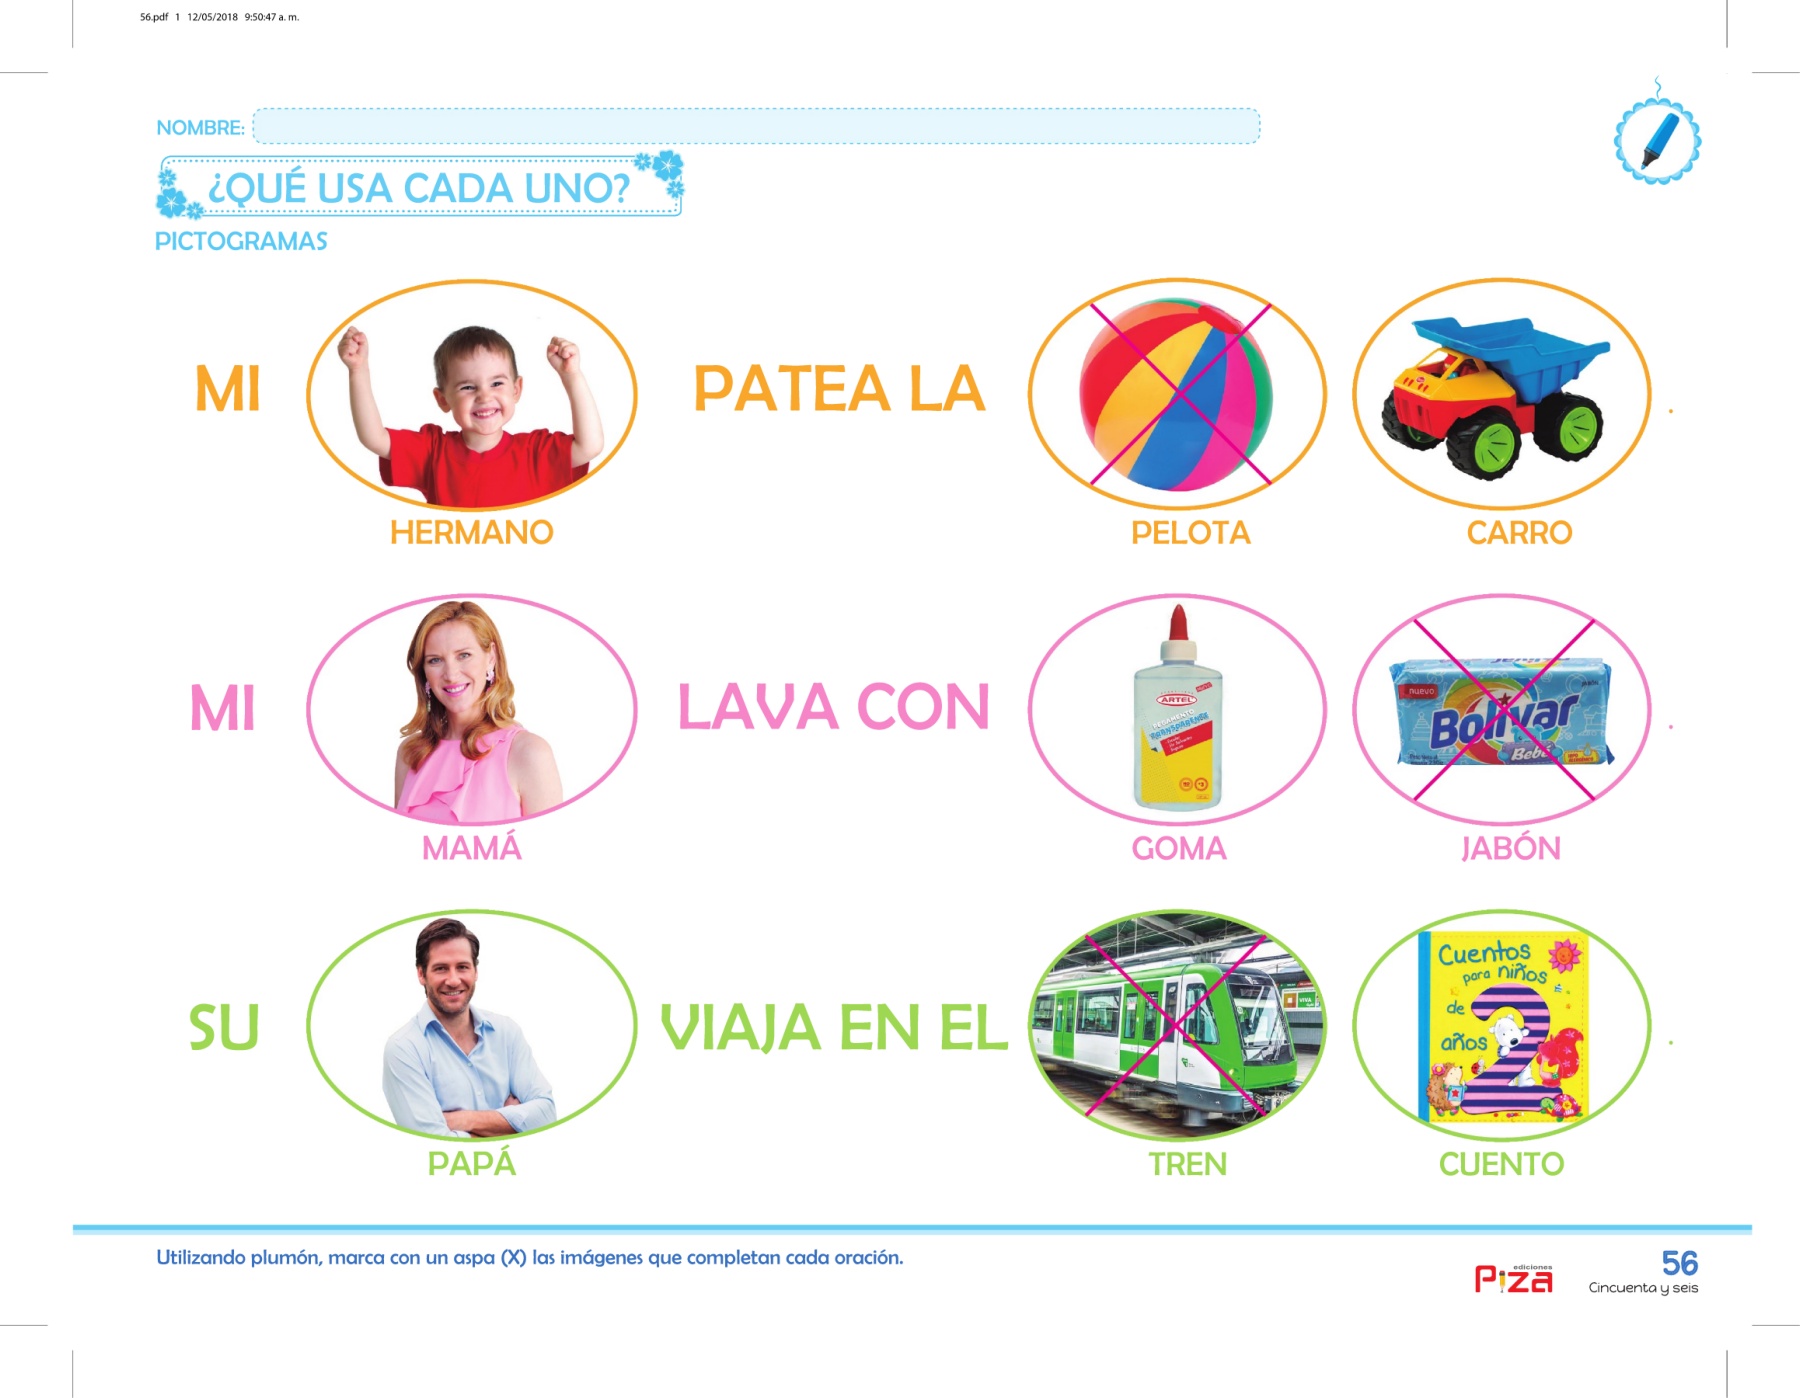 56.pdf 1 12/05/2018 9:50:47 a. m.
NOMBRE:
¿QUÉ USA CADA UNO?
PICTOGRAMAS
MI PATEA LA .
HERMANO PELOTA CARRO
MI LAVA CON .
ARTEL
PEGAMENTO
TRANSPARENTE
nuevo
Bolívar
Bebé
MAMÁ GOMA JABÓN
SU VIAJA EN EL .
VIVA
Cuentos
para niños
de
2
años
PAPÁ TREN CUENTO
Utilizando plumón, marca con un aspa (X) las imágenes que completan cada oración.
ediciones
Piza
56
Cincuenta y seis